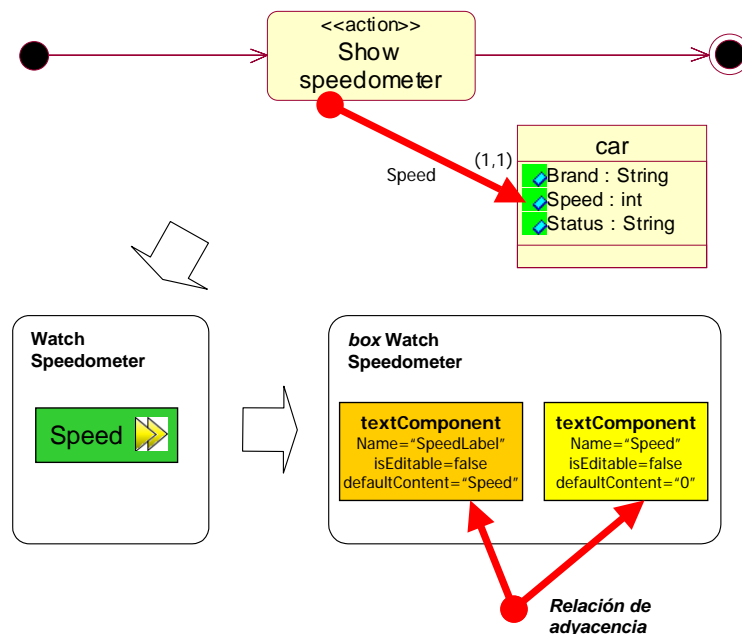 <<action>>
Show
speedometer
Speed
(1,1)
car
Brand : String
Speed : int
Status : String
Watch
Speedometer
Speed
box Watch
Speedometer
textComponent
Name=“SpeedLabel”
isEditable=false
defaultContent=“Speed”
textComponent
Name=“Speed”
isEditable=false
defaultContent=“0”
Relación de
adyacencia